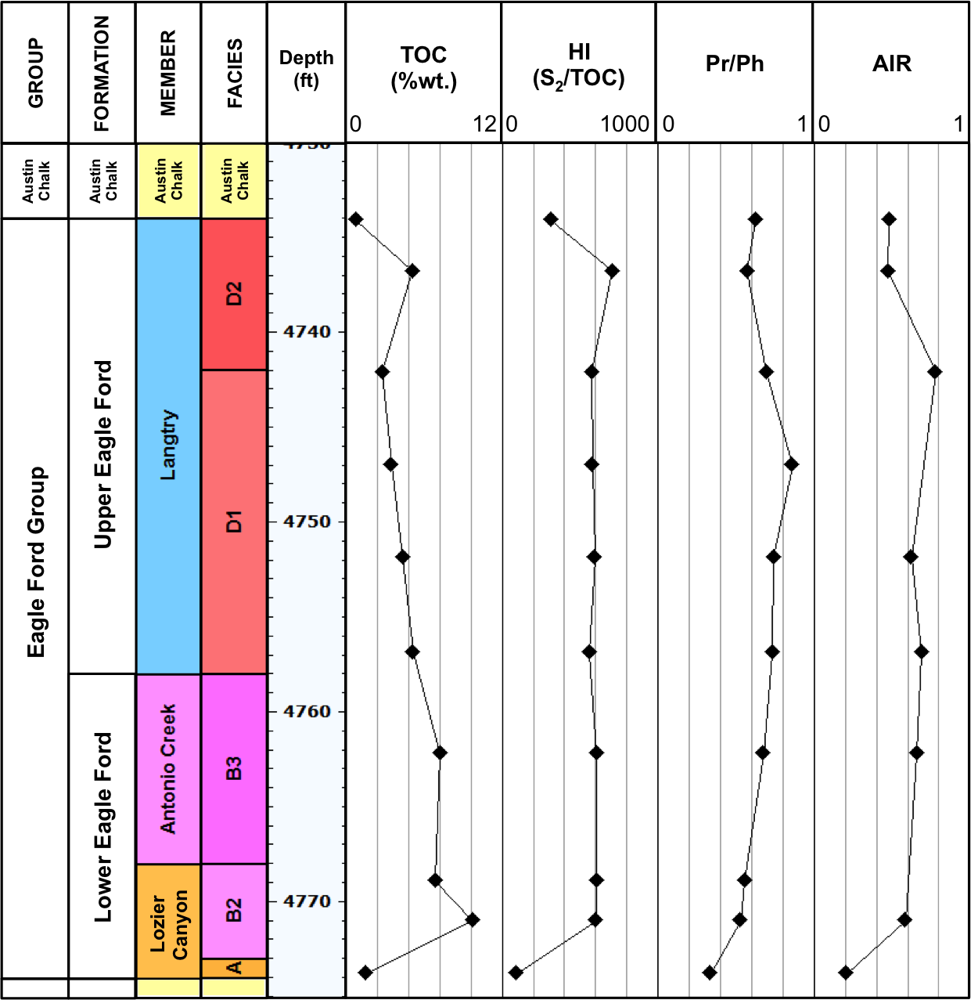 GROUP
FORMATION
MEMBER
FACIES
Depth
(ft)
TOC
(%wt.)
0 12
HI
(S₂/TOC)
0 1000
Pr/Ph
0 1
AIR
0 1
Austin
Chalk
Austin
Chalk
Austin
Chalk
Austin
Chalk
Eagle Ford Group
Upper Eagle Ford
Lower Eagle Ford
Langtry
Antonio Creek
Lozier
Canyon
D2
D1
B3
B2
A
4740
4750
4760
4770